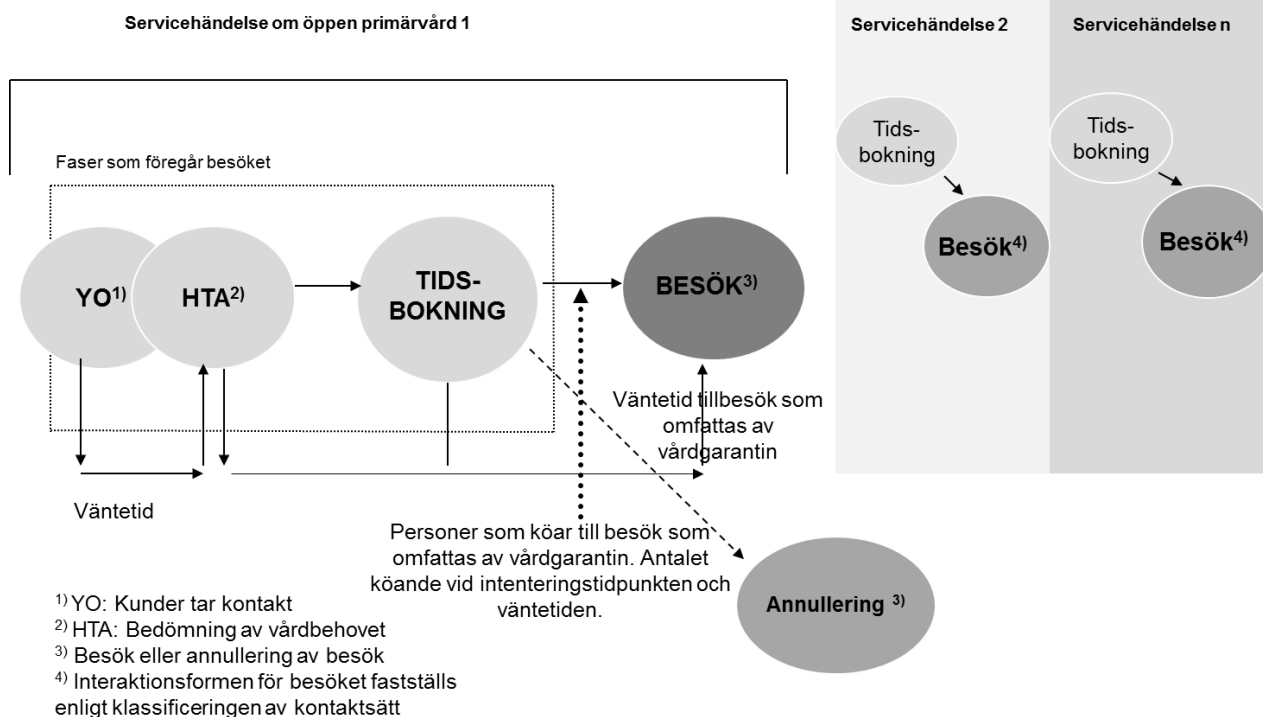 Servicehändelse om öppen primärvård 1
Servicehändelse 2
Servicehändelse n
Faser som föregår besöket
YO1)
HTA2)
TIDS-
BOKNING
BESÖK3)
Tids-
bokning
Besök4)
Tids-
bokning
Besök4)
Väntetid tillbesök som
omfattas av
vårdgarantin
Väntetid
Personer som köar till besök som
omfattas av vårdgarantin. Antalet
köande vid intenteringstidpunkten och
väntetiden.
Annullering 3)
1) YO: Kunder tar kontakt
2) HTA: Bedömning av vårdbehovet
3) Besök eller annullering av besök
4) Interaktionsformen för besöket fastställs
enligt klassificeringen av kontaktsätt